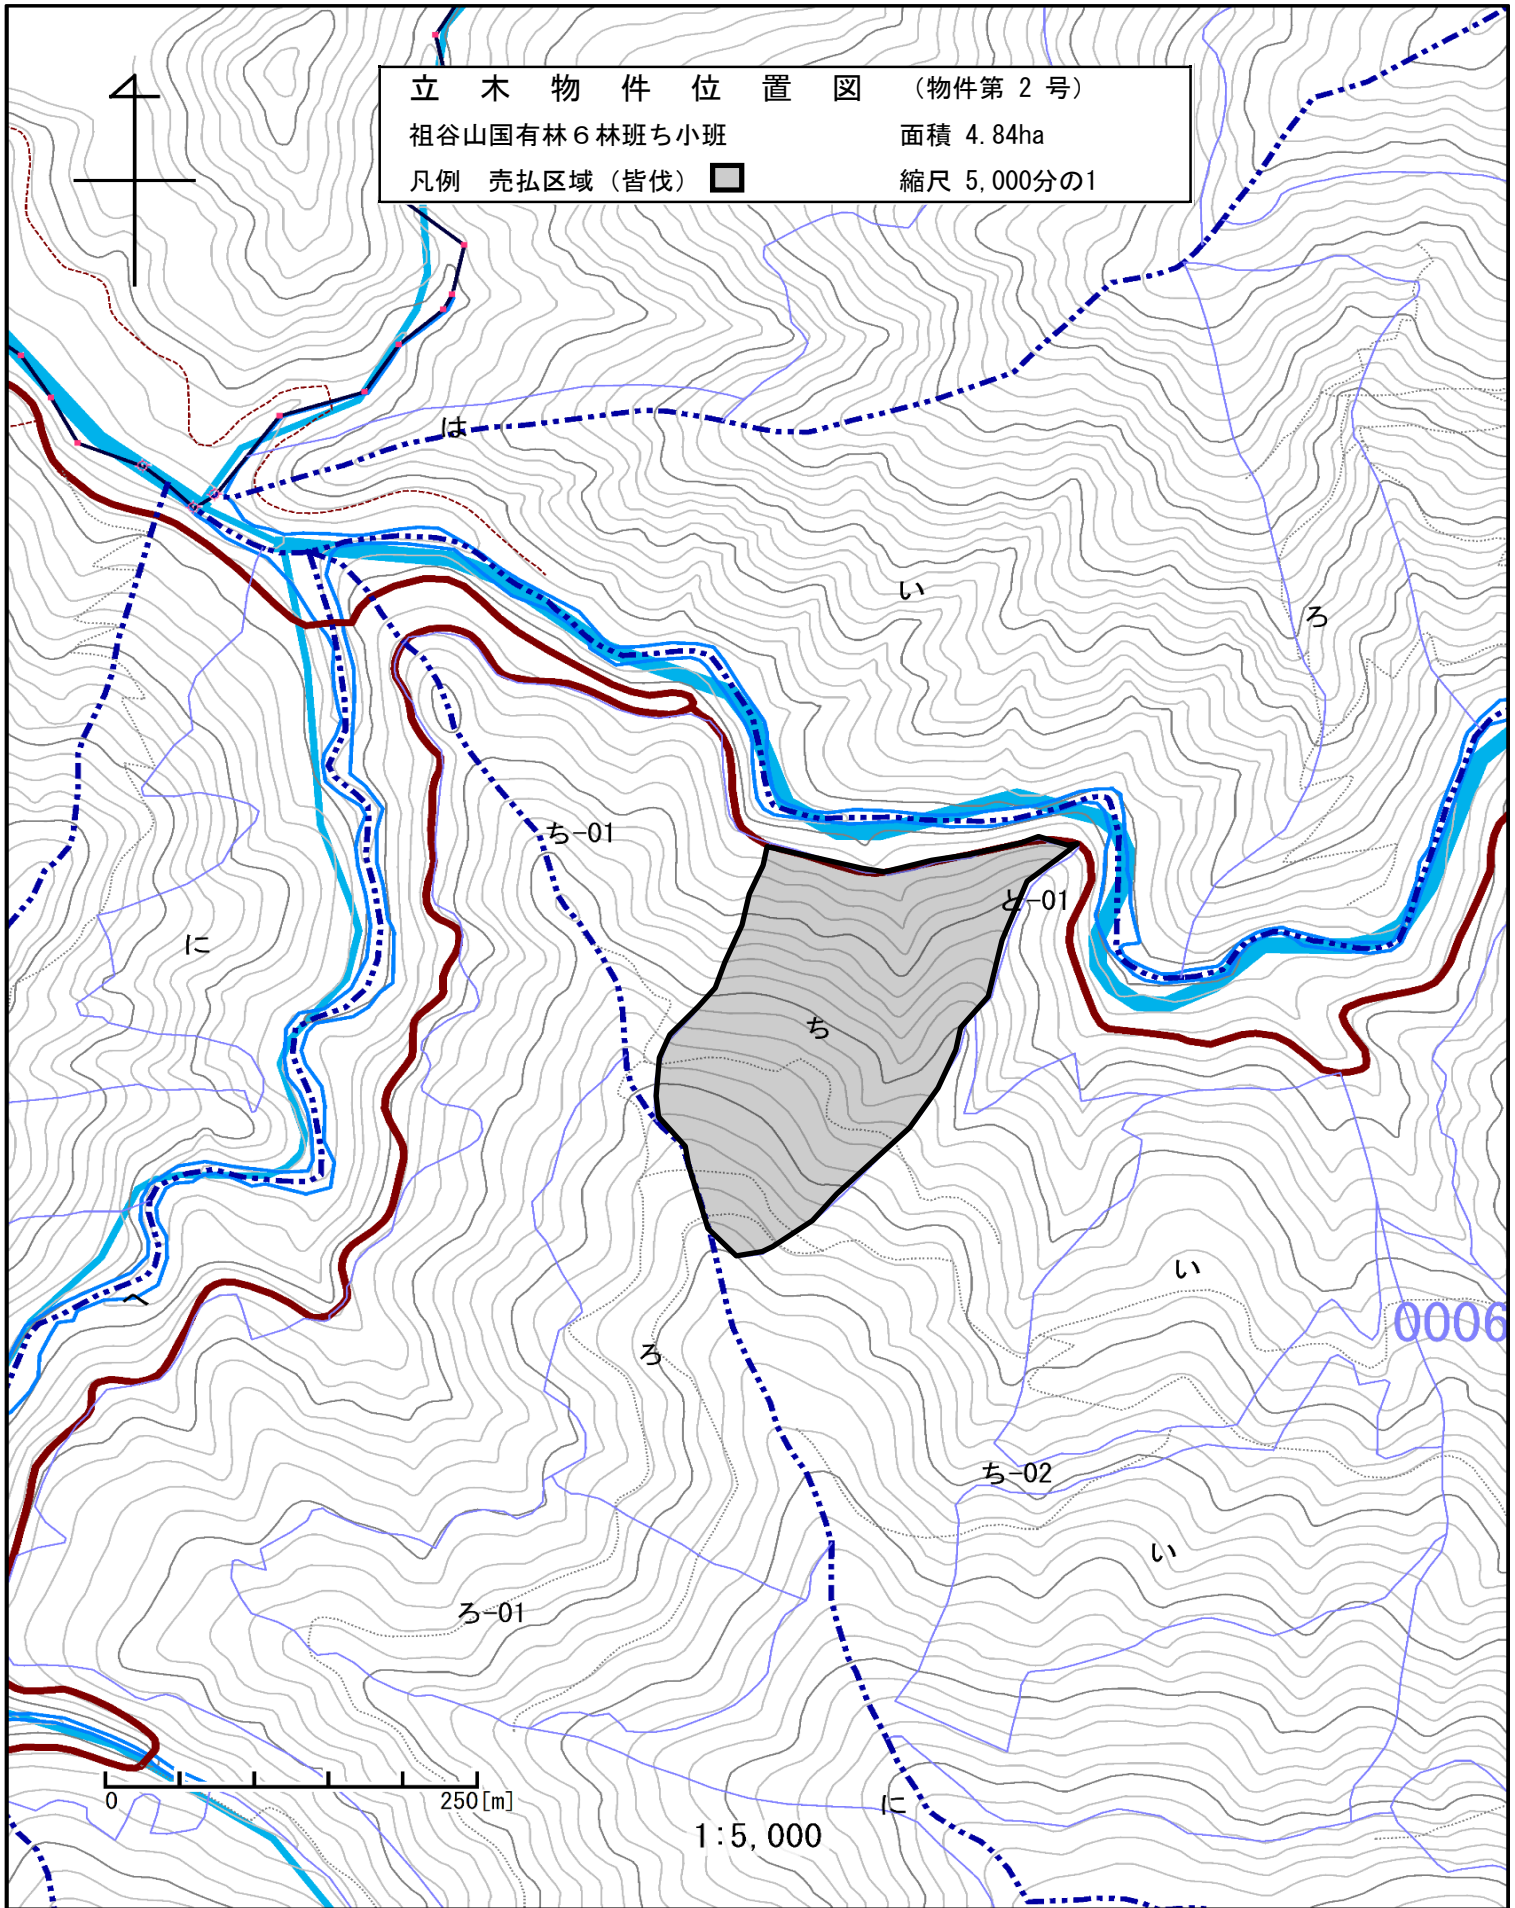 立木物件位置図 （物件第 2 号）
祖谷山国有林６林班ち小班 面積 4.84ha
凡例 売払区域（皆伐） 縮尺 5,000分の1
は
い
ろ
ち-01
と-01
に
ち
い
へ
0006
ろ
ち-02
い
ろ-01
に
0 250[m]
1:5,000